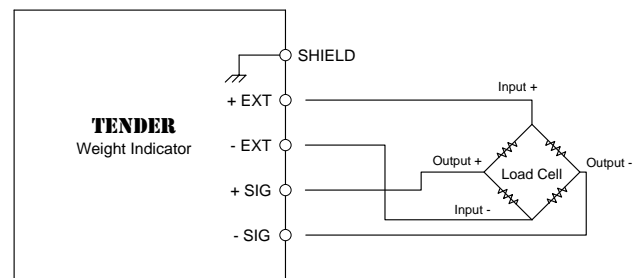 SHIELD
+ EXT
Input +
TENDER
Weight Indicator
- EXT
Output +
Load Cell
Output -
+ SIG
Input -
- SIG